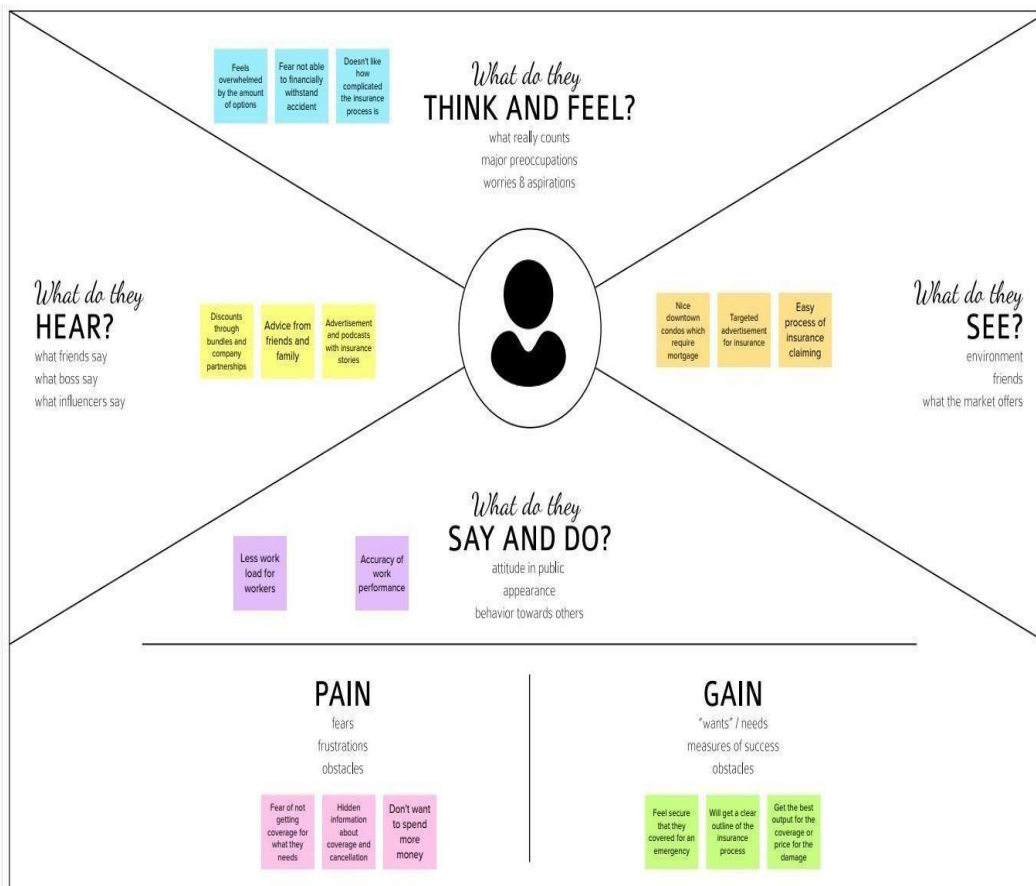 Feels
overwhelmed
by the amount
of options
Fear not able
to financially
withstand
accident
Doesn't like
how
complicated
the insurance
process is
What do they
THINK AND FEEL?
what really counts
major preoccupations
worries & aspirations
What do they
HEAR?
what friends say
what boss say
what influencers say
Discounts
through
bundles and
company
partnerships
Advice from
friends and
family
Advertisement
and podcasts
with insurance
stories
Nice
downtown
condos which
require
mortgage
Targeted
advertisement
for insurance
Easy
process of
insurance
claiming
What do they
SEE?
environment
friends
what the market offers
What do they
SAY AND DO?
attitude in public
appearance
behavior towards others
Less work
load for
workers
Accuracy of
work
performance
PAIN
fears
frustrations
obstacles
Fear of not
getting
coverage for
what they
needs
Hidden
information
about
coverage and
cancellation
Don't want
to spend
more
money
GAIN
"wants" / needs
measures of success
obstacles
Feel secure
that they
covered for an
emergency
Will get a clear
outline of the
insurance
process
Get the best
output for the
coverage or
price for the
damage